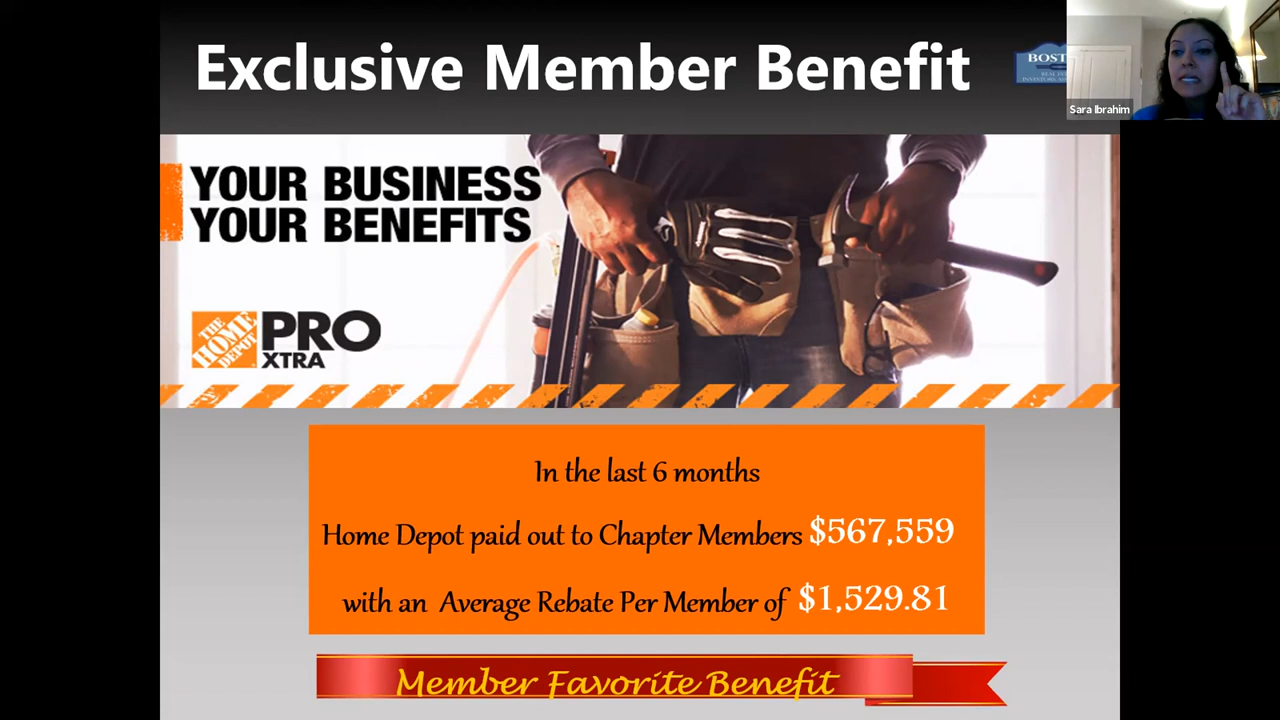 Exclusive Member Benefit
BOST
REAL EST
Sara Ibrahim
YOUR BUSINESS
YOUR BENEFITS
THE
HOME
DEPOT
PRO
XTRA
In the last 6 months
Home Depot paid out to Chapter Members $567,559
with an Average Rebate Per Member of $1,529.81
Member Favorite Benefit